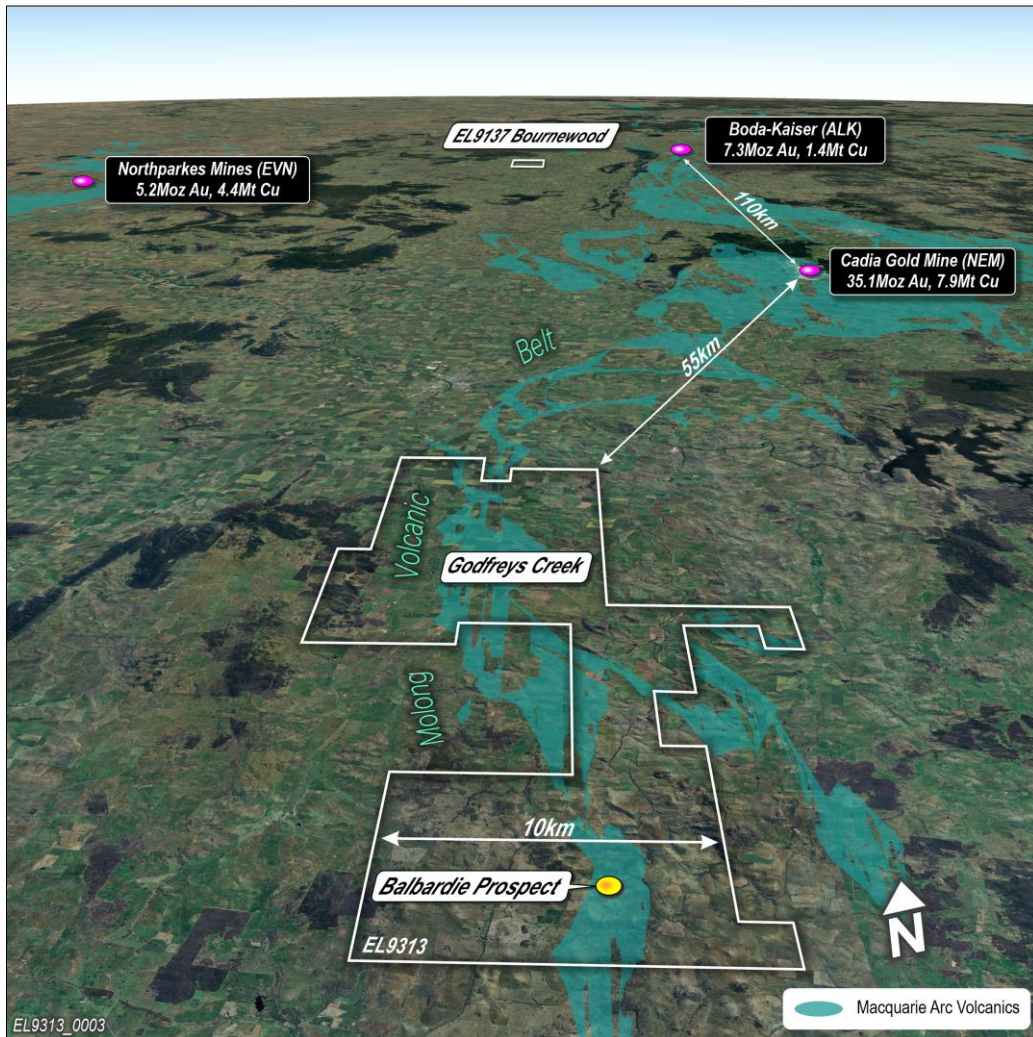 EL9137 Bournewood
Boda-Kaiser (ALK)
7.3Moz Au, 1.4Mt Cu
Northparkes Mines (EVN)
5.2Moz Au, 4.4Mt Cu
110km
Cadia Gold Mine (NEM)
35.1Moz Au, 7.9Mt Cu
Belt
55km
Volcanic
Godfreys Creek
Molong
10km
Balbardie Prospect
EL9313
N
Macquarie Arc Volcanics
EL9313_0003